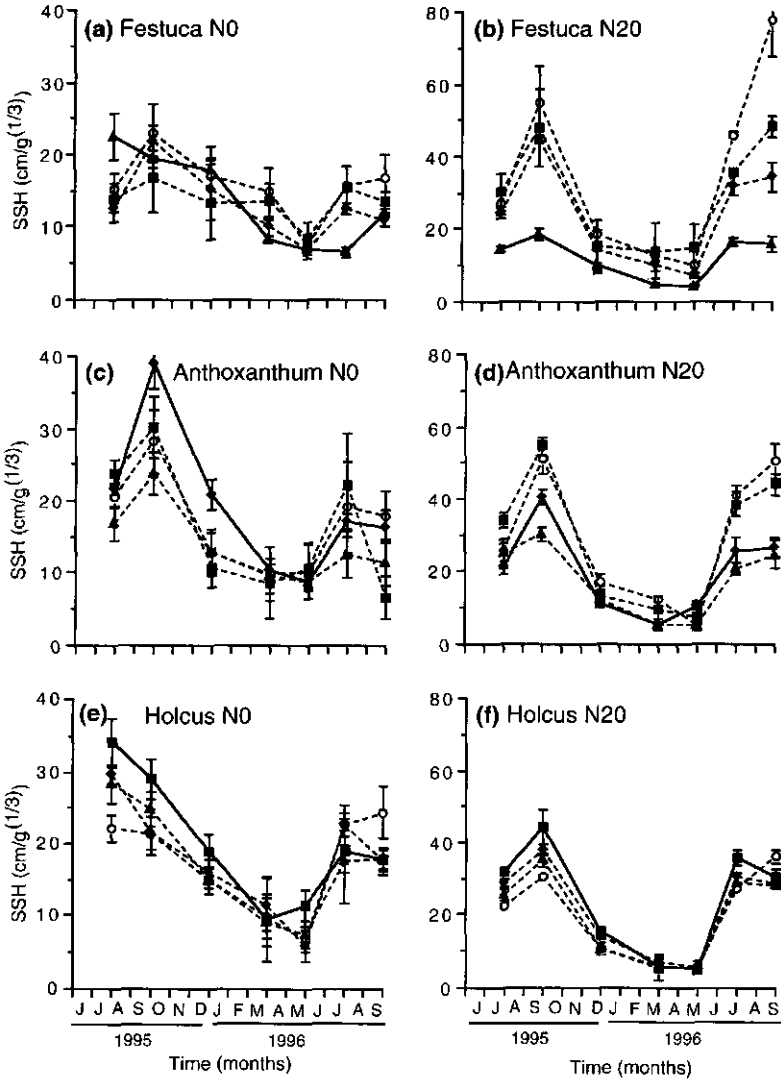 (a) Festuca N0
40
30
20
10
0
SSH (cm/g(1/3))
(b) Festuca N20
80
60
40
20
0
(c) Anthoxanthum N0
40
30
20
10
0
SSH (cm/g(1/3))
(d) Anthoxanthum N20
80
60
40
20
0
(e) Holcus N0
40
30
20
10
0
SSH (cm/g(1/3))
J J A S O N D J F M A M J J A S
1995 1996
Time (months)
(f) Holcus N20
80
60
40
20
0
J J A S O N D J F M A M J J A S
1995 1996
Time (months)